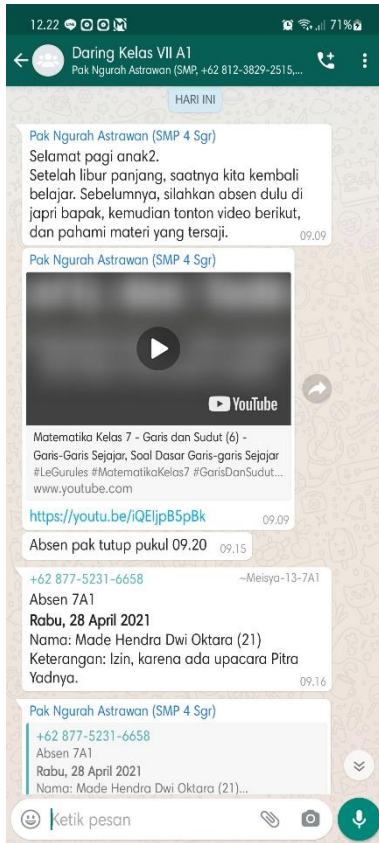 12.22
71%
Daring Kelas VII A1
Pak Ngurah Astrawan (SMP, +62 812-3829-2515,...
HARI INI
Pak Ngurah Astrawan (SMP 4 Sgr)
Selamat pagi anak2.
Setelah libur panjang, saatnya kita kembali
belajar. Sebelumnya, silahkan absen dulu di
japri bapak, kemudian tonton video berikut,
dan pahami materi yang tersaji.
09.09
Pak Ngurah Astrawan (SMP 4 Sgr)
YouTube
Matematika Kelas 7 - Garis dan Sudut (6) -
Garis-Garis Sejajar, Soal Dasar Garis-garis Sejajar
#LeGurules #MatematikaKelas7 #GarisDanSudut...
www.youtube.com
https://youtu.be/iQEIjpB5pBk
09.09
Absen pak tutup pukul 09.20 09.15
+62 877-5231-6658 ~Meisya-13-7A1
Absen 7A1
Rabu, 28 April 2021
Nama: Made Hendra Dwi Oktara (21)
Keterangan: Izin, karena ada upacara Pitra
Yadnya.
09.16
Pak Ngurah Astrawan (SMP 4 Sgr)
+62 877-5231-6658
Absen 7A1
Rabu, 28 April 2021
Nama: Made Hendra Dwi Oktara (21)...
Ketik pesan